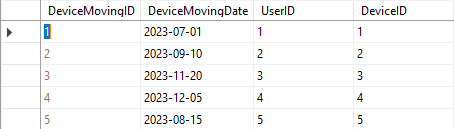 DeviceMovingID DeviceMovingDate UserID DeviceID
1 2023-07-01 1 1
2 2023-09-10 2 2
3 2023-11-20 3 3
4 2023-12-05 4 4
5 2023-08-15 5 5